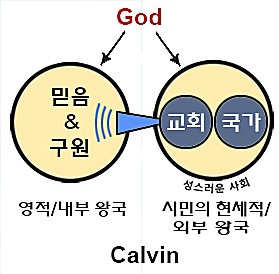 God
믿음
&
구원
교회
국가
성스러운 사회
영적/내부 왕국
시민의 현세적/
외부 왕국
Calvin